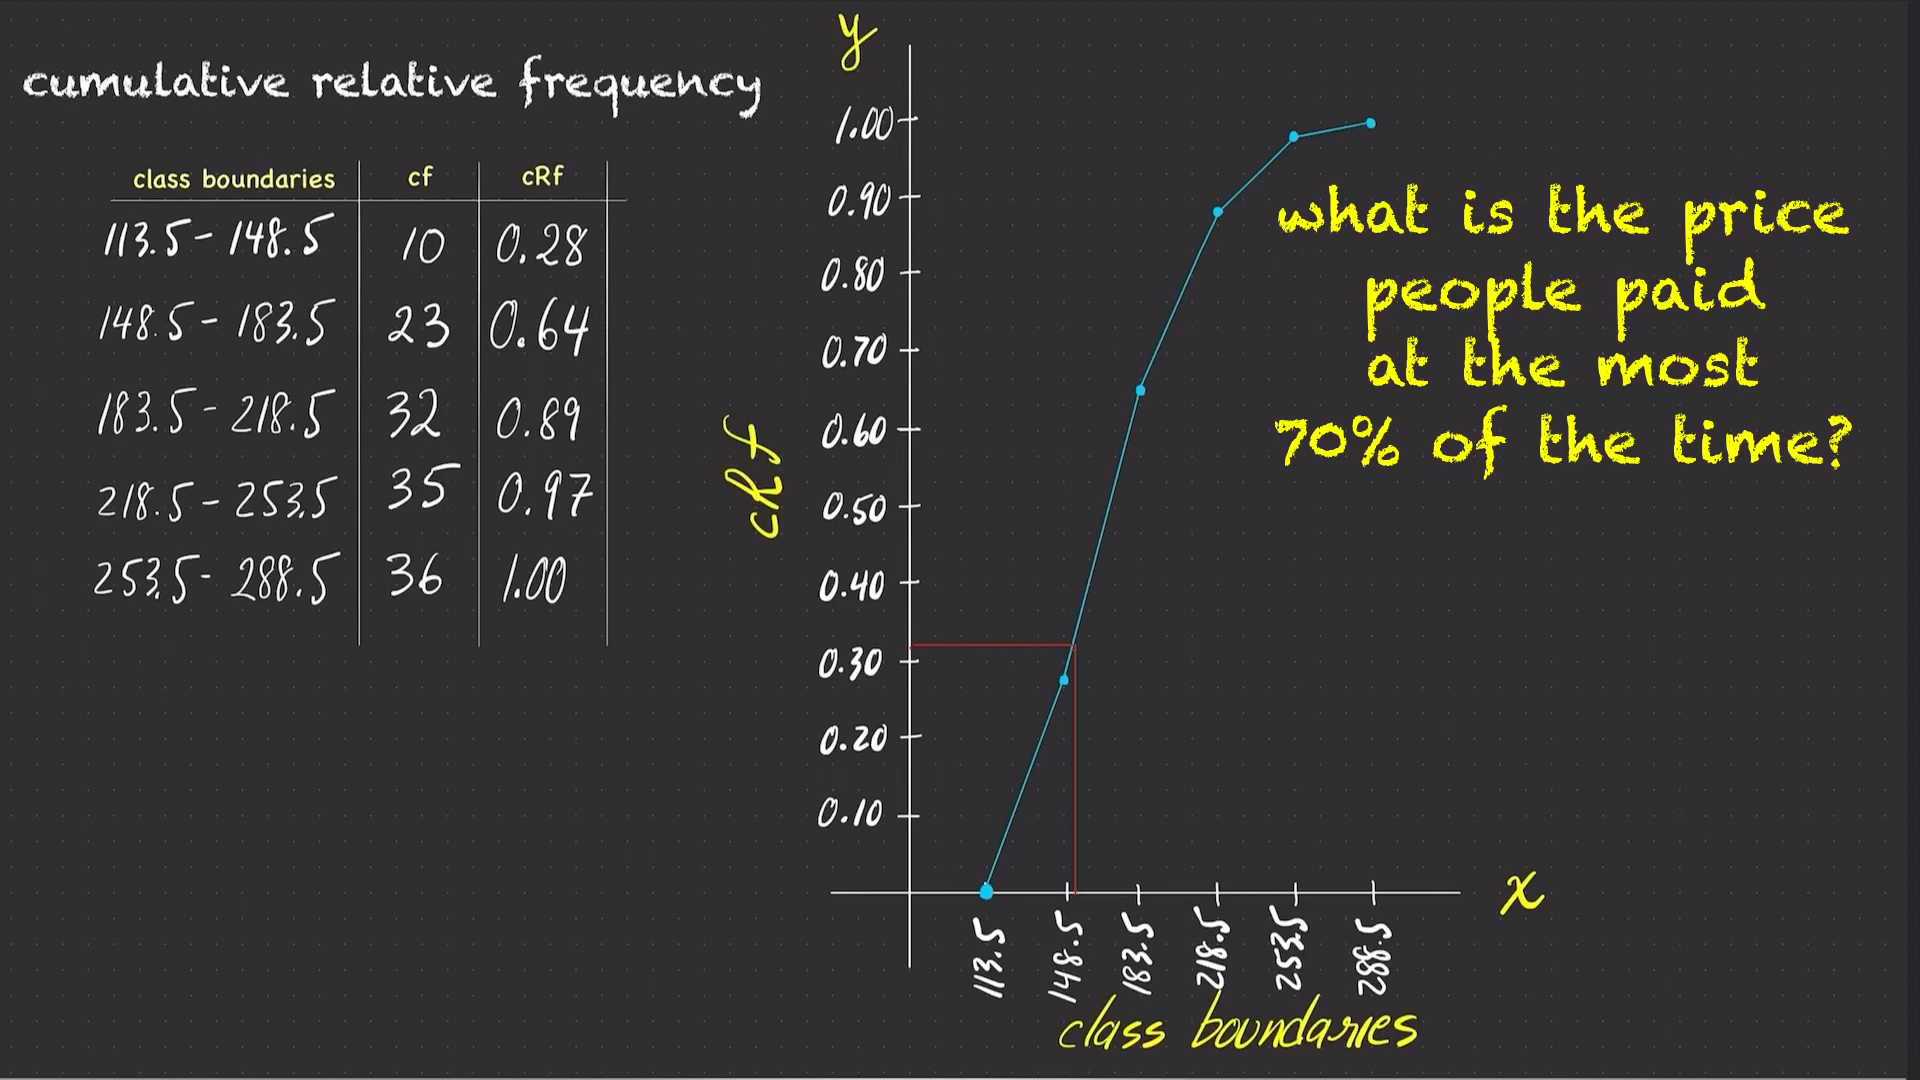 cumulative relative frequency
class boundaries cf cRf
113.5 - 148.5 10 0.28
148.5 - 183.5 23 0.64
183.5 - 218.5 32 0.89
218.5 - 253.5 35 0.97
253.5 - 288.5 36 1.00
y
1.00
0.90
0.80
0.70
0.60
0.50
0.40
0.30
0.20
0.10
cRf
113.5 148.5 183.5 218.5 253.5 288.5
x
class boundaries
what is the price
people paid
at the most
70% of the time?